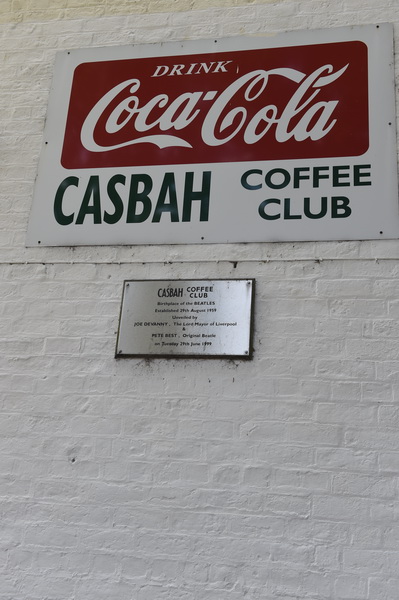 DRINK
Coca-Cola
CASBAH COFFEE CLUB
CASBAH COFFEE CLUB
Birthplace of the BEATLES
Established 29th August 1959
Unveiled by
JOE DEVANNY . The Lord Mayor of Liverpool
&
PETE BEST . Original Beatle
on Tuesday 29th June 1999